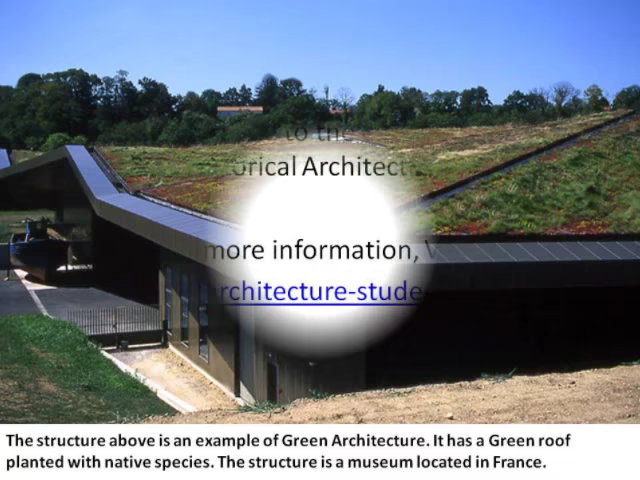 to the
orical Architect
more information,
rchitecture-stude
The structure above is an example of Green Architecture. It has a Green roof
planted with native species. The structure is a museum located in France.